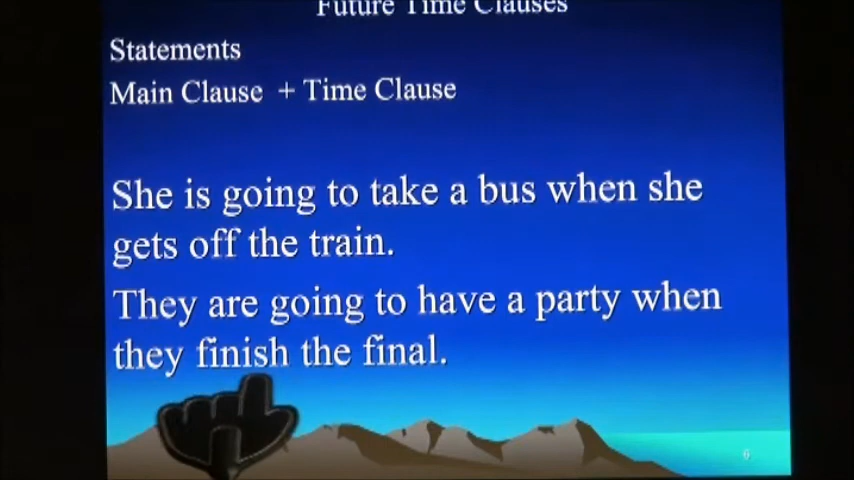 Future Time Clauses
Statements
Main Clause + Time Clause
She is going to take a bus when she
gets off the train.
They are going to have a party when
they finish the final.
6